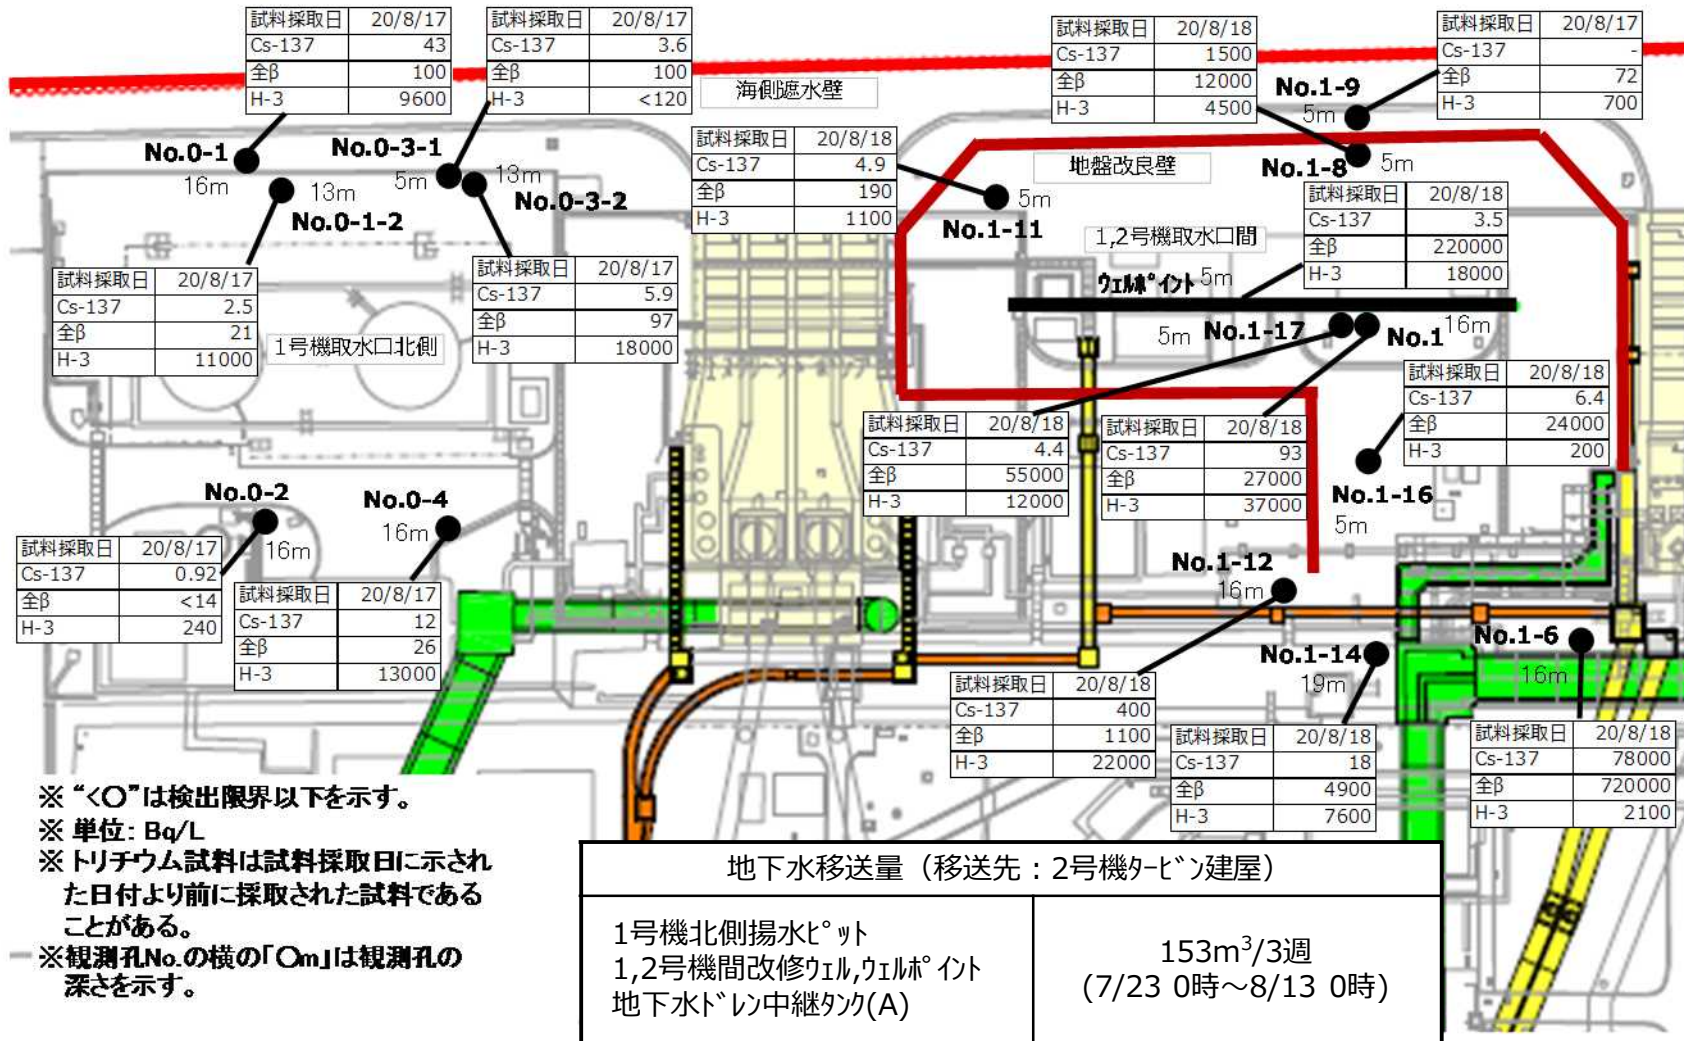 試料採取日 20/8/17
Cs-137 43
全β 100
H-3 9600
試料採取日 20/8/17
Cs-137 3.6
全β 100
H-3 <120
海側遮水壁
試料採取日 20/8/18
Cs-137 1500
全β 12000
H-3 4500
試料採取日 20/8/17
Cs-137 -
全β 72
H-3 700
No.1-9
5m
No.0-1
16m
No.0-3-1
5m
13m
No.0-1-2
13m
No.0-3-2
試料採取日 20/8/18
Cs-137 4.9
全β 190
H-3 1100
5m
No.1-11
地盤改良壁
No.1-8
5m
試料採取日 20/8/18
Cs-137 3.5
全β 220000
H-3 18000
1,2号機取水口間
ウェルポイント 5m
試料採取日 20/8/17
Cs-137 2.5
全β 21
H-3 11000
1号機取水口北側
試料採取日 20/8/17
Cs-137 5.9
全β 97
H-3 18000
5m No.1-17
No.1
16m
試料採取日 20/8/18
Cs-137 6.4
全β 24000
H-3 200
試料採取日 20/8/18
Cs-137 4.4
全β 55000
H-3 12000
試料採取日 20/8/18
Cs-137 93
全β 27000
H-3 37000
No.1-16
5m
No.0-2
16m
No.0-4
16m
試料採取日 20/8/17
Cs-137 0.92
全β <14
H-3 240
試料採取日 20/8/17
Cs-137 12
全β 26
H-3 13000
No.1-12
16m
No.1-14
19m
No.1-6
16m
試料採取日 20/8/18
Cs-137 400
全β 1100
H-3 22000
試料採取日 20/8/18
Cs-137 18
全β 4900
H-3 7600
試料採取日 20/8/18
Cs-137 78000
全β 720000
H-3 2100
※ “<○”は検出限界以下を示す。
※ 単位: Bq/L
※ トリチウム試料は試料採取日に示され
た日付より前に採取された試料である
ことがある。
※観測孔No.の横の「○m」は観測孔の
深さを示す。
地下水移送量（移送先：2号機タービン建屋）
1号機北側揚水ピット
1,2号機間改修ウェル,ウェルポイント
地下水ドレン中継タンク(A)
153m³/3週
(7/23 0時～8/13 0時)